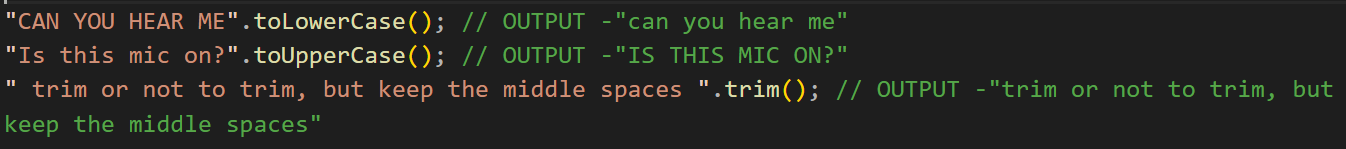 "CAN YOU HEAR ME".toLowerCase(); // OUTPUT -"can you hear me"
"Is this mic on?".toUpperCase(); // OUTPUT -"IS THIS MIC ON?"
" trim or not to trim, but keep the middle spaces ".trim(); // OUTPUT -"trim or not to trim, but
keep the middle spaces"